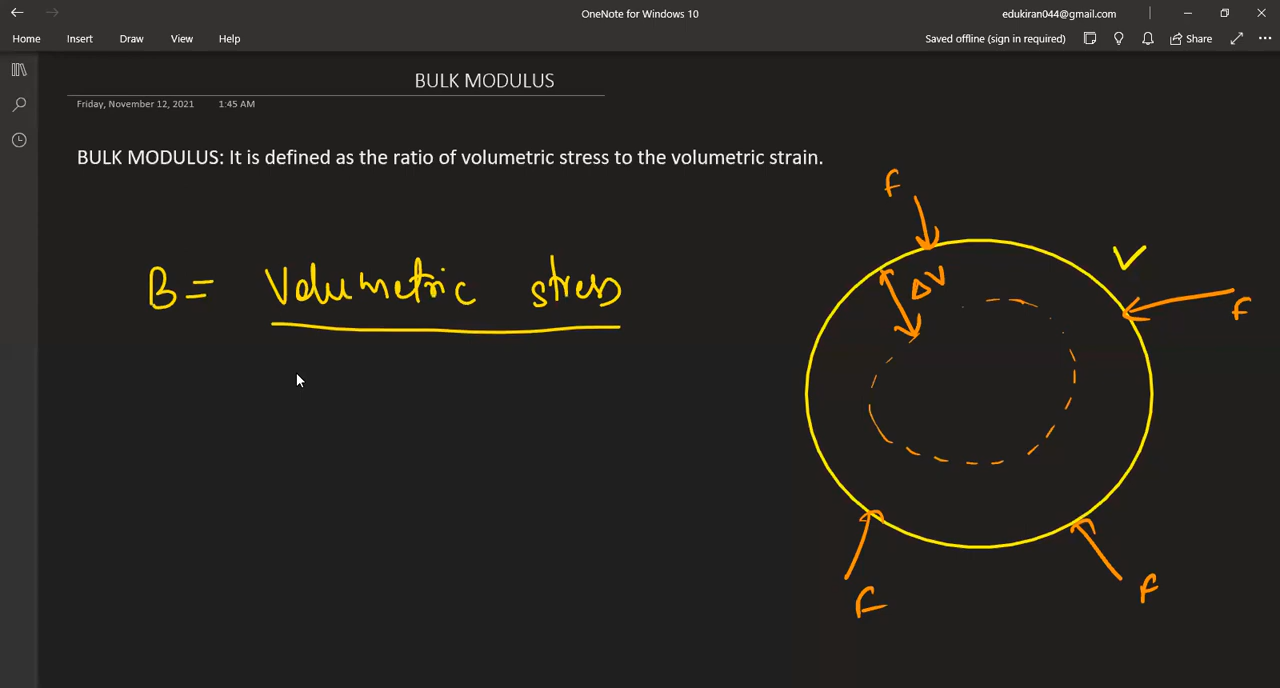 OneNote for Windows 10
edukiran044@gmail.com
Home Insert Draw View Help
Saved offline (sign in required)
Share
BULK MODULUS
Friday, November 12, 2021 1:45 AM
BULK MODULUS: It is defined as the ratio of volumetric stress to the volumetric strain.
F
V
ΔV
B = Volumetric stress
F
F
F